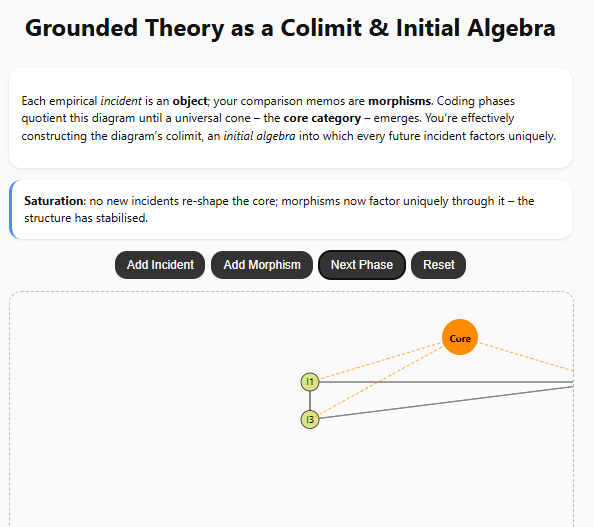 Grounded Theory as a Colimit & Initial Algebra
Each empirical incident is an object; your comparison memos are morphisms. Coding phases
quotient this diagram until a universal cone – the core category – emerges. You're effectively
constructing the diagram's colimit, an initial algebra into which every future incident factors uniquely.
Saturation: no new incidents re-shape the core; morphisms now factor uniquely through it – the
structure has stabilised.
Add Incident Add Morphism Next Phase Reset
Core
I1
I3